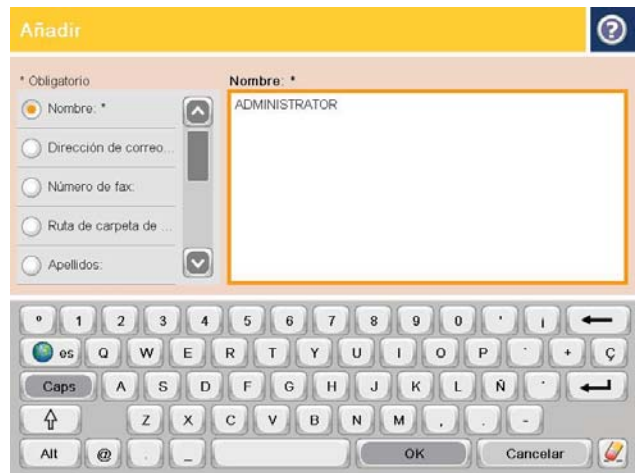 Añadir
* Obligatorio
Nombre: *
Nombre: *
ADMINISTRATOR
Dirección de correo...
Número de fax:
Ruta de carpeta de ...
Apellidos:
º 1 2 3 4 5 6 7 8 9 0 ' ¡
es Q W E R T Y U I O P ` + Ç
Caps A S D F G H J K L Ñ ´
Z X C V B N M , . -
Alt @ . _ OK Cancelar